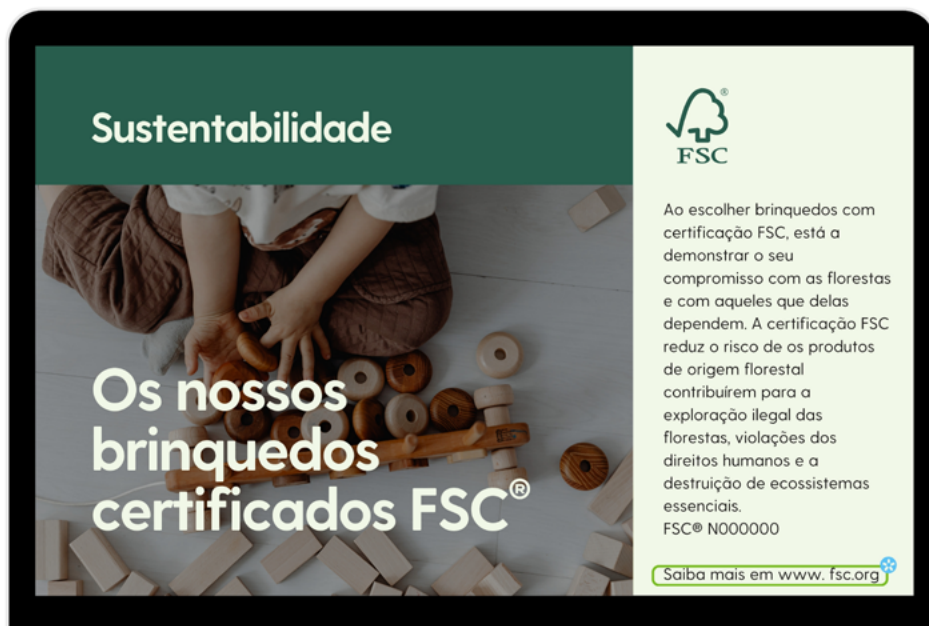 Sustentabilidade
Os nossos
brinquedos
certificados FSC®
®
FSC
Ao escolher brinquedos com
certificação FSC, está a
demonstrar o seu
compromisso com as florestas
e com aqueles que delas
dependem. A certificação FSC
reduz o risco de os produtos
de origem florestal
contribuírem para a
exploração ilegal das
florestas, violações dos
direitos humanos e a
destruição de ecossistemas
essenciais.
FSC® N000000
Saiba mais em www. fsc.org